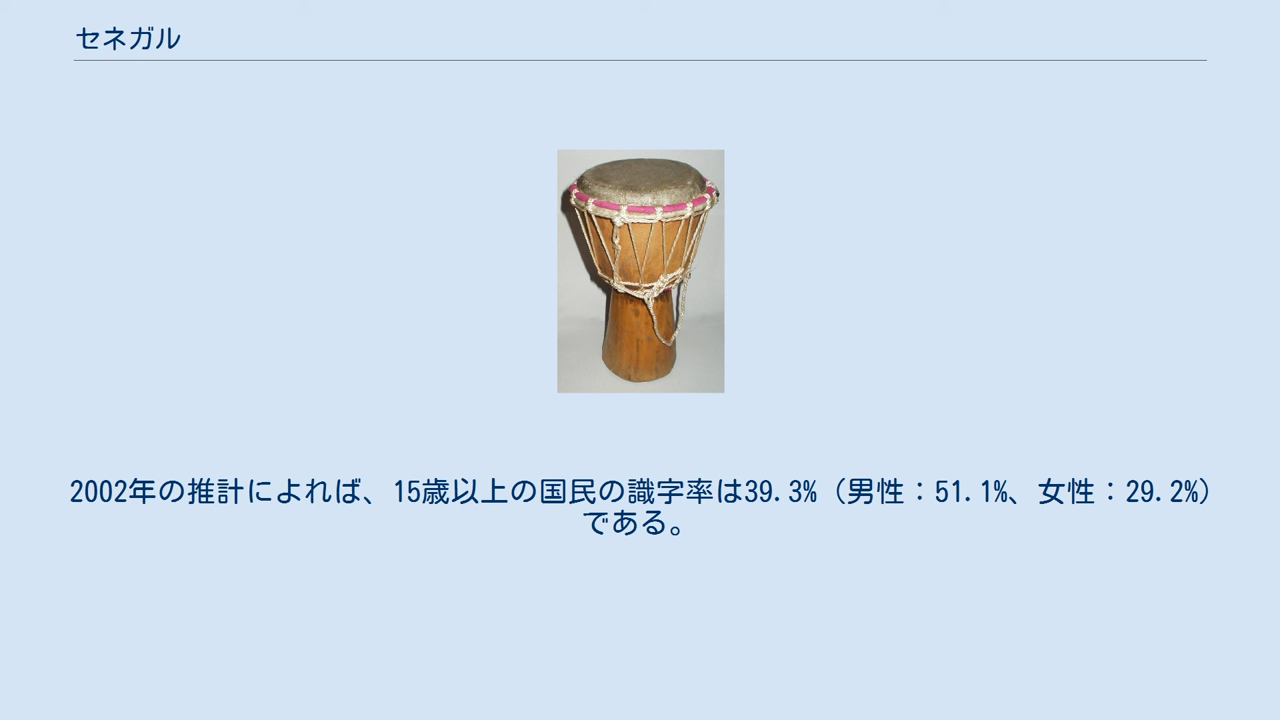 セネガル
2002年の推計によれば、15歳以上の国民の識字率は39.3%（男性：51.1%、女性：29.2%）
である。